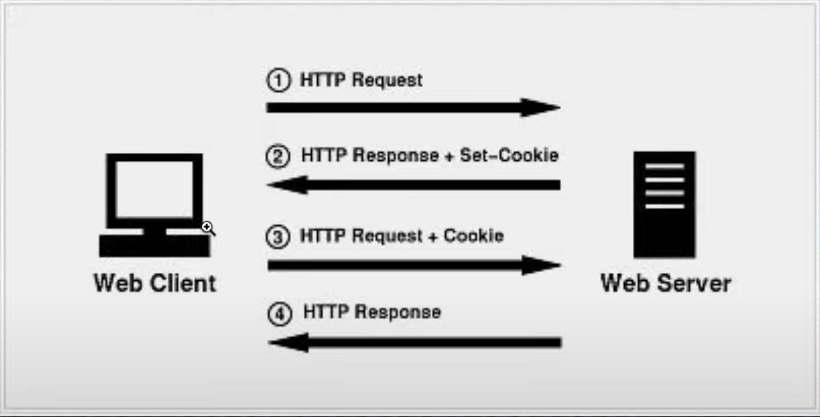 ① HTTP Request
② HTTP Response + Set-Cookie
③ HTTP Request + Cookie
④ HTTP Response
Web Client
Web Server